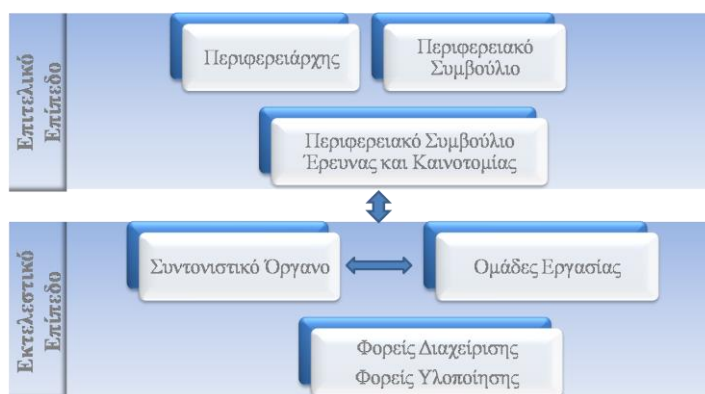 Επιτελικό
Επίπεδο
Περιφερειάρχης
Περιφερειακό
Συμβούλιο
Περιφερειακό Συμβούλιο
Έρευνας και Καινοτομίας
Εκτελεστικό
Επίπεδο
Συντονιστικό Όργανο
Ομάδες Εργασίας
Φορείς Διαχείρισης
Φορείς Υλοποίησης